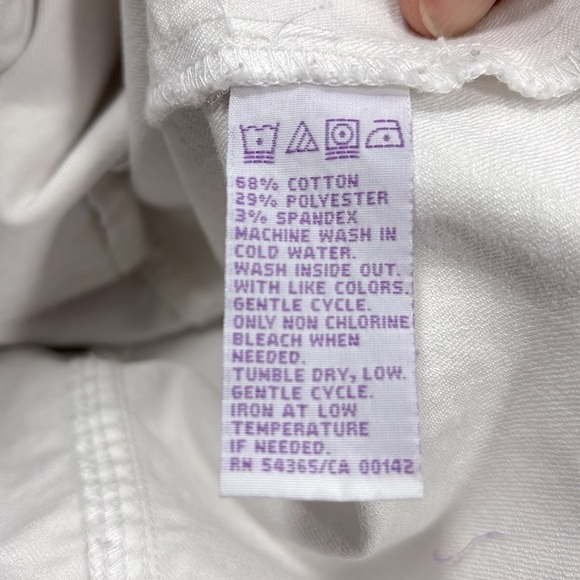 68% COTTON
29% POLYESTER
3% SPANDEX
MACHINE WASH IN
COLD WATER.
WASH INSIDE OUT.
WITH LIKE COLORS.
GENTLE CYCLE.
ONLY NON CHLORINE
BLEACH WHEN
NEEDED.
TUMBLE DRY, LOW.
GENTLE CYCLE.
IRON AT LOW
TEMPERATURE
IF NEEDED.
RN 54365/CA 00142